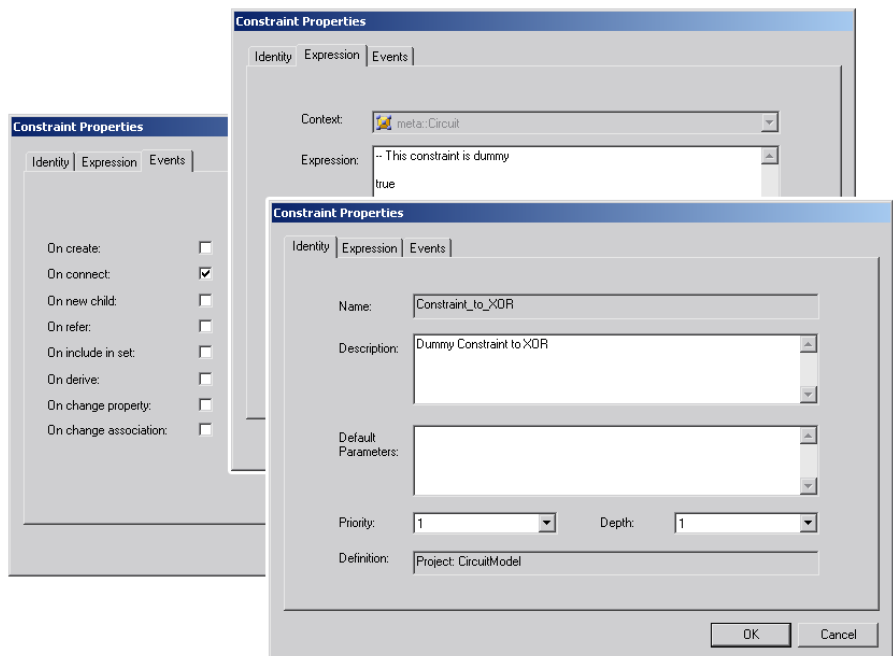 Constraint Properties
Identity Expression Events
Context: meta::Circuit
Expression: -- This constraint is dummy
true
Constraint Properties
Identity Expression Events
On create:
On connect:
On new child:
On refer:
On include in set:
On derive:
On change property:
On change association:
Constraint Properties
Identity Expression Events
Name: Constraint_to_XOR
Description: Dummy Constraint to XOR
Default
Parameters:
Priority: 1 Depth: 1
Definition: Project: CircuitModel
OK Cancel